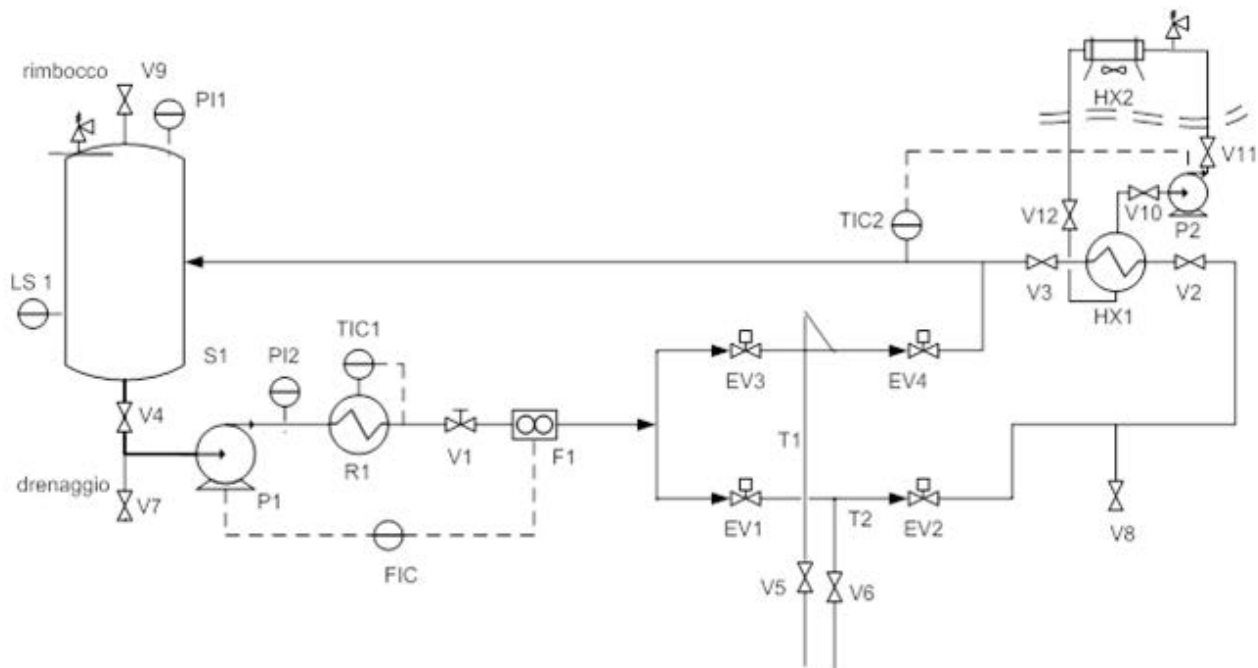 rimbocco
V9
PI1
HX2
V11
V12
V10
P2
TIC2
LS 1
V3
HX1
V2
S1
PI2
TIC1
EV3
EV4
V4
V1
F1
T1
R1
drenaggio
V7
P1
EV1
T2
EV2
V8
FIC
V5
V6